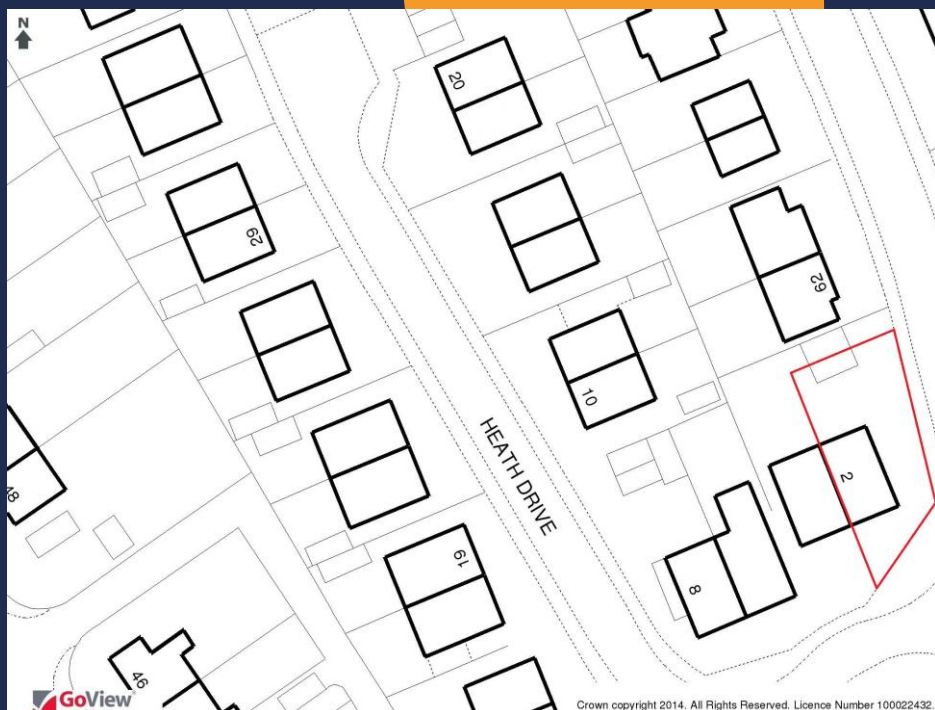 N
20
29
62
10
HEATH DRIVE
2
48
19
8
46
GoView
Crown copyright 2014. All Rights Reserved. Licence Number 100022432.